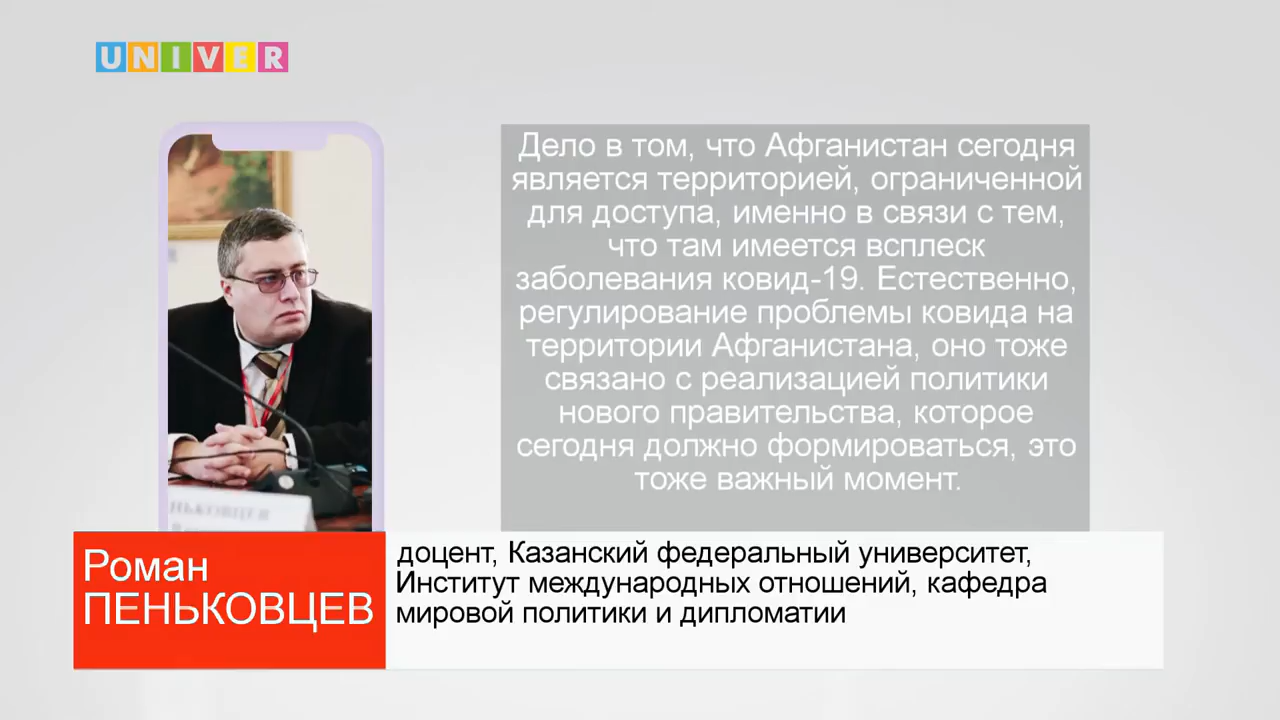 UNIVER
Дело в том, что Афганистан сегодня
является территорией, ограниченной
для доступа, именно в связи с тем,
что там имеется всплеск
заболевания ковид-19. Естественно,
регулирование проблемы ковида на
территории Афганистана, оно тоже
связано с реализацией политики
нового правительства, которое
сегодня должно формироваться, это
тоже важный момент.
НЬКОВЦЕВ
Роман
ПЕНЬКОВЦЕВ
доцент, Казанский федеральный университет,
Институт международных отношений, кафедра
мировой политики и дипломатии